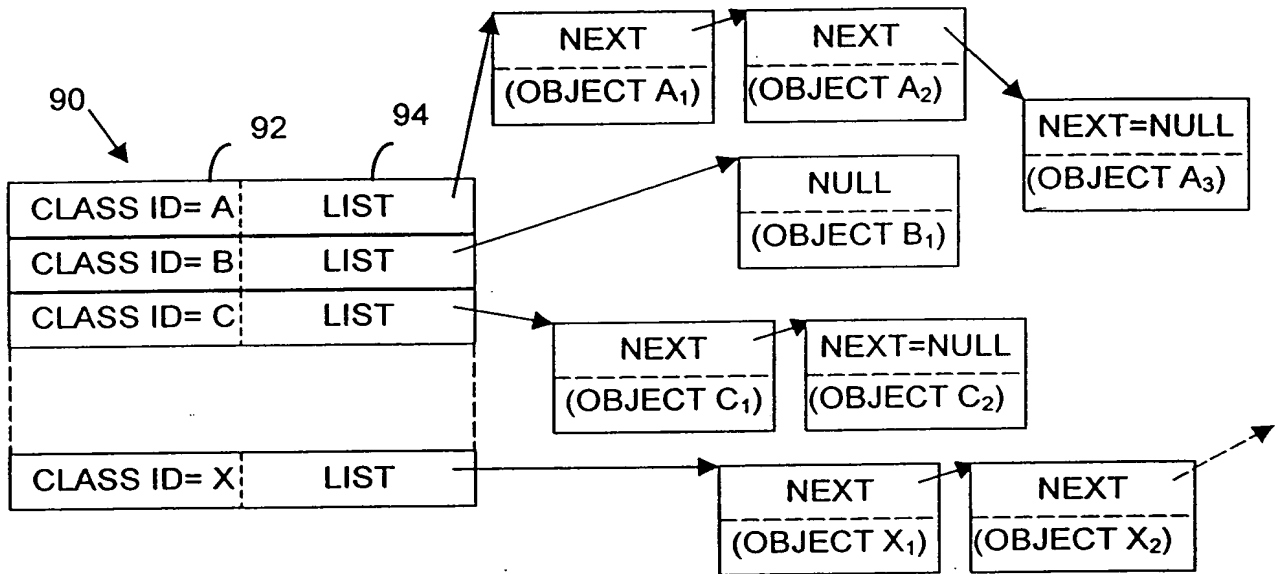 NEXT
(OBJECT A₁)
NEXT
(OBJECT A₂)
NEXT=NULL
(OBJECT A₃)
90
92
94
CLASS ID= A
LIST
CLASS ID= B
LIST
CLASS ID= C
LIST
NULL
(OBJECT B₁)
NEXT
(OBJECT C₁)
NEXT=NULL
(OBJECT C₂)
CLASS ID= X
LIST
NEXT
(OBJECT X₁)
NEXT
(OBJECT X₂)